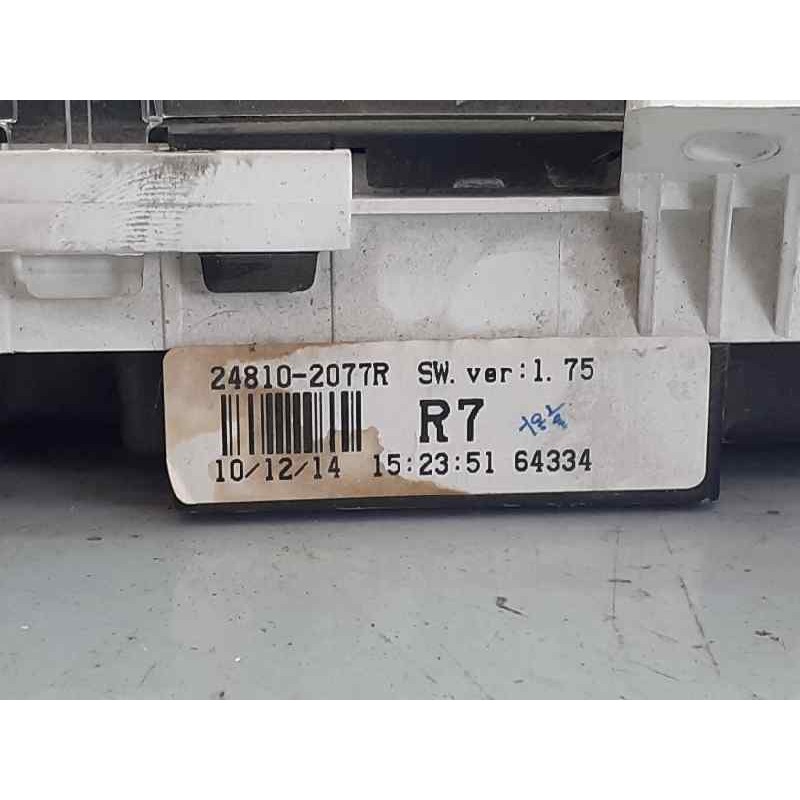 24810-2077R SW. ver:1. 75
R7
10/12/14 15:23:51 64334